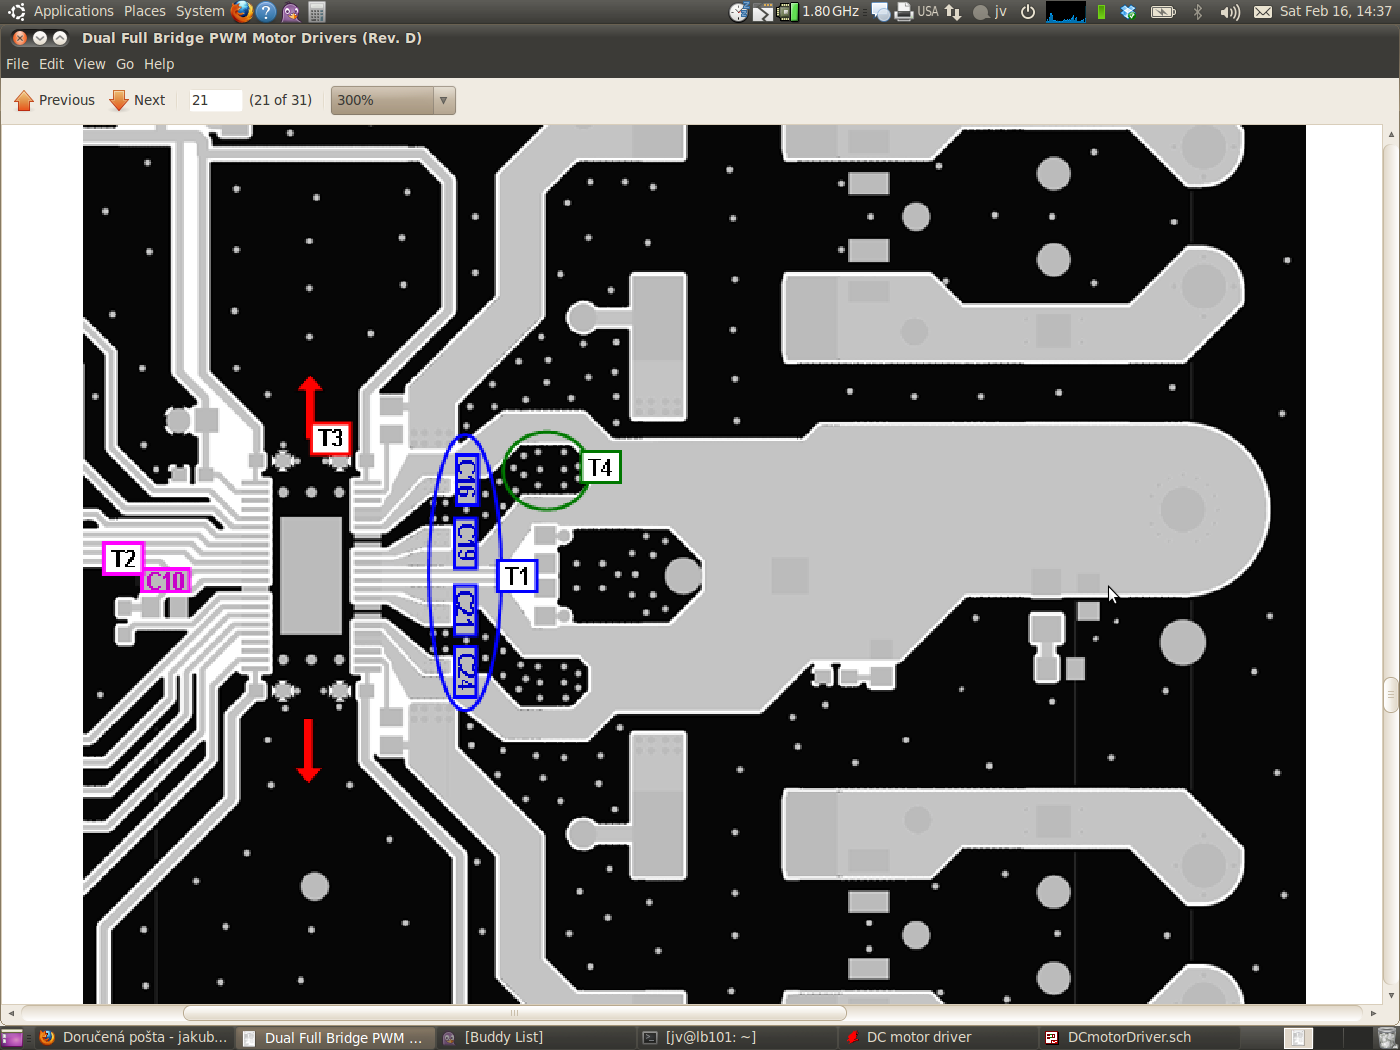 Applications Places System
1.80 GHz
USA
jv
Sat Feb 16, 14:37
Dual Full Bridge PWM Motor Drivers (Rev. D)
File Edit View Go Help
Previous Next 21 (21 of 31) 300%
T3
T4
C16
C19
T2
C10
T1
C21
C24
Doručená pošta - jakub...
Dual Full Bridge PWM ...
[Buddy List]
[jv@lb101: ~]
DC motor driver
DCmotorDriver.sch